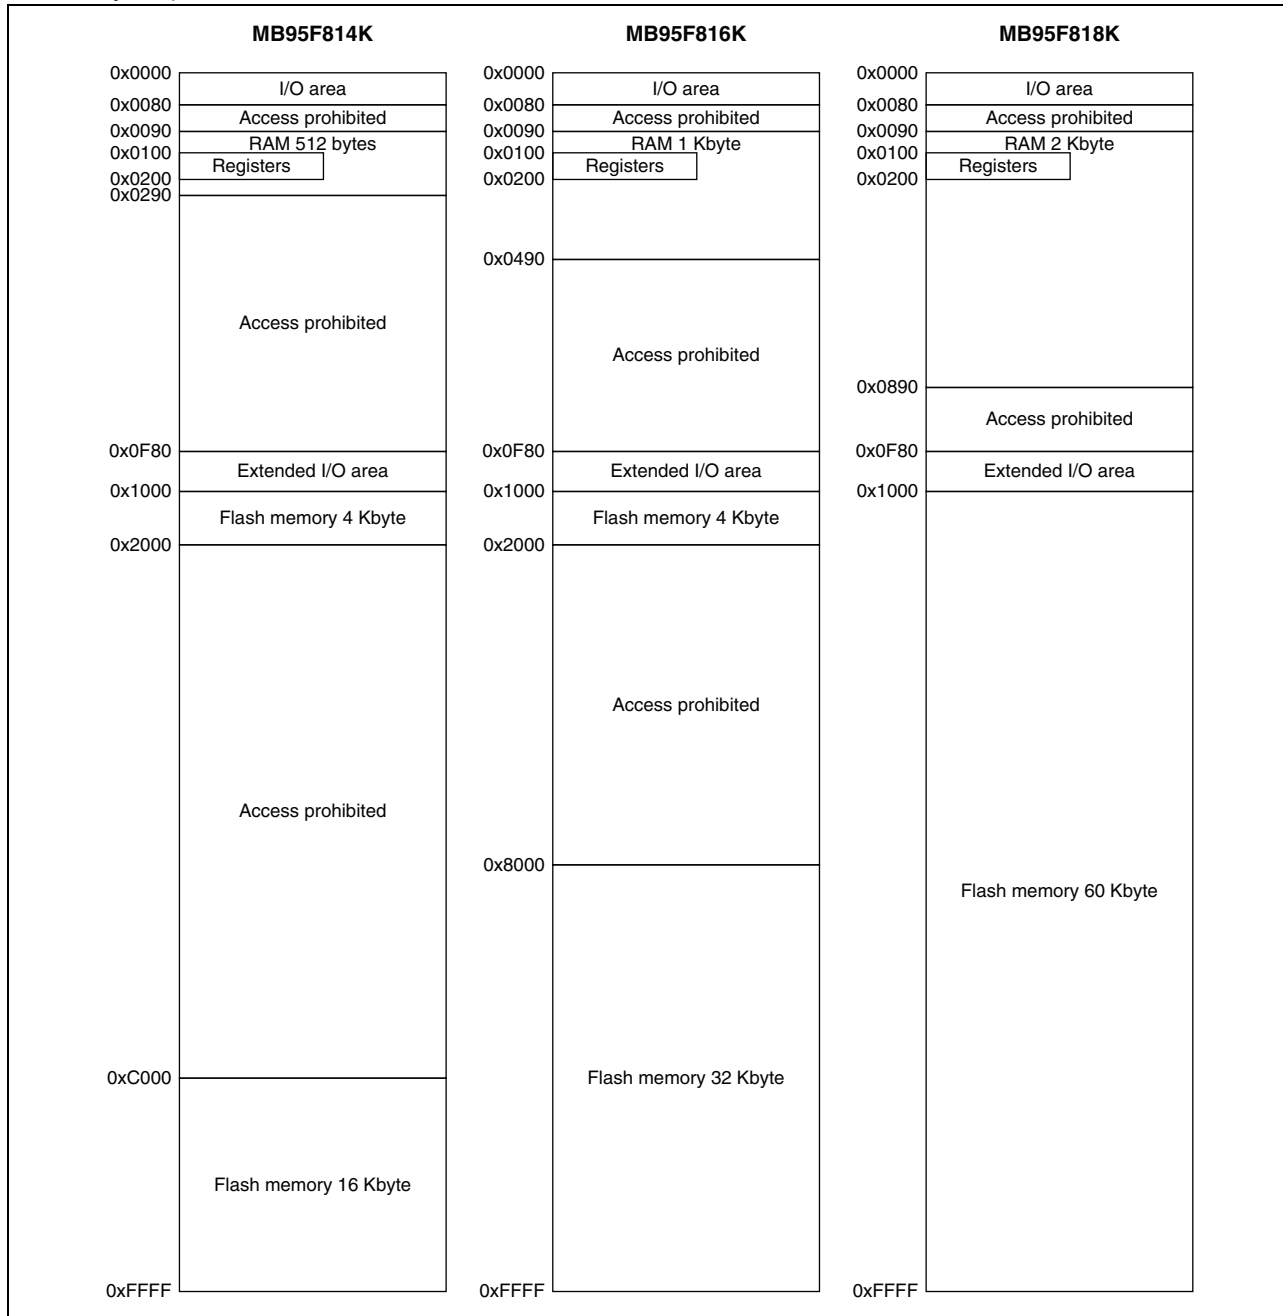 MB95F814K
0x0000
I/O area
0x0080
Access prohibited
0x0090
RAM 512 bytes
0x0100
Registers
0x0200
0x0290
Access prohibited
0x0F80
Extended I/O area
0x1000
Flash memory 4 Kbyte
0x2000
Access prohibited
0xC000
Flash memory 16 Kbyte
0xFFFF
MB95F816K
0x0000
I/O area
0x0080
Access prohibited
0x0090
RAM 1 Kbyte
0x0100
Registers
0x0200
0x0490
Access prohibited
0x0F80
Extended I/O area
0x1000
Flash memory 4 Kbyte
0x2000
Access prohibited
0x8000
Flash memory 32 Kbyte
0xFFFF
MB95F818K
0x0000
I/O area
0x0080
Access prohibited
0x0090
RAM 2 Kbyte
0x0100
Registers
0x0200
0x0890
Access prohibited
0x0F80
Extended I/O area
0x1000
Flash memory 60 Kbyte
0xFFFF